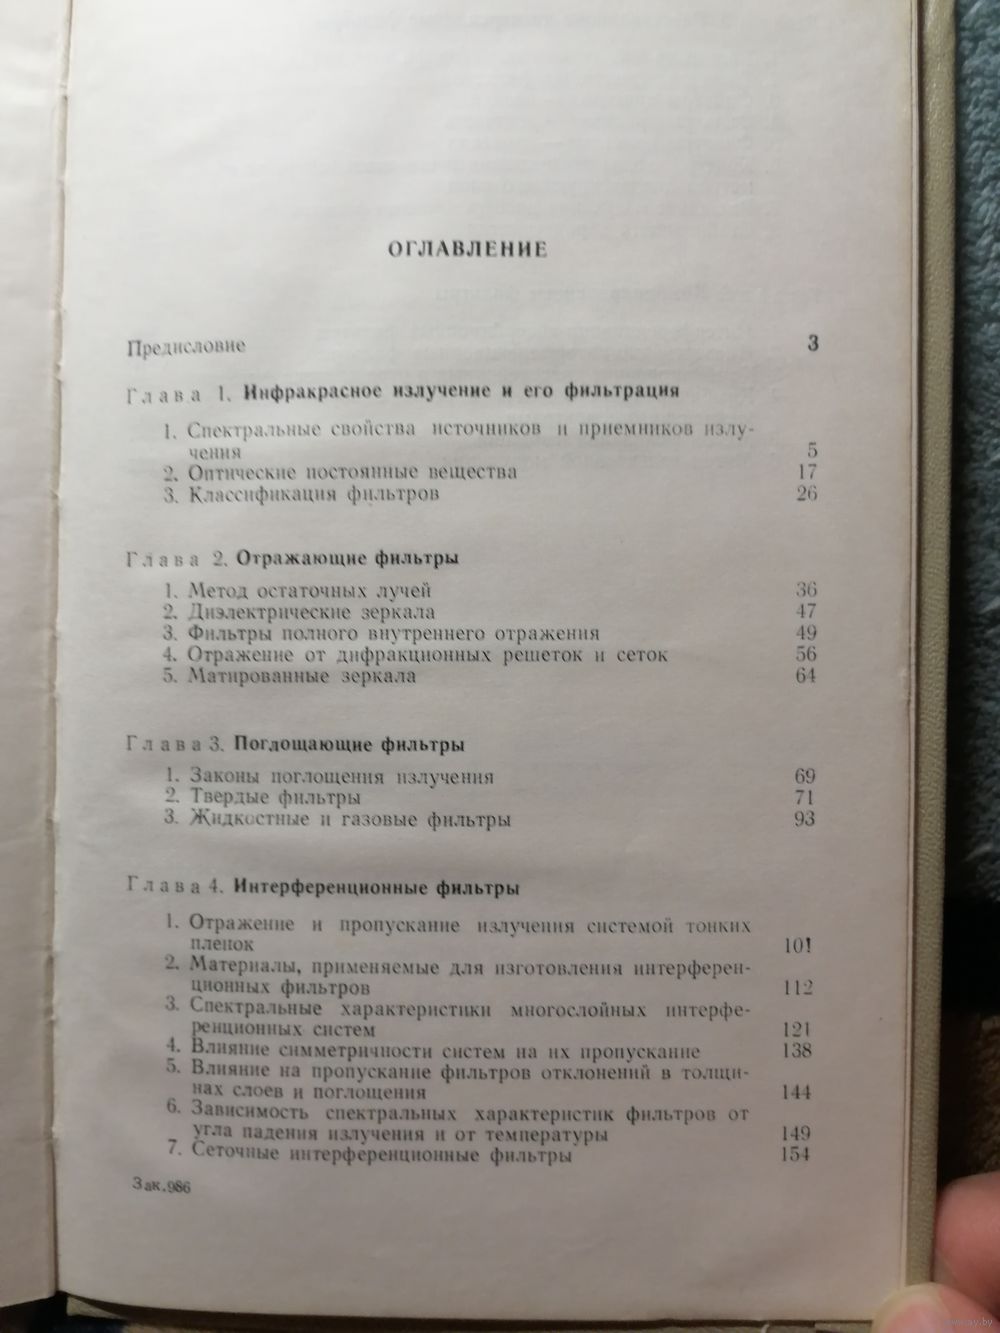 ОГЛАВЛЕНИЕ
Предисловие 3
Глава 1. Инфракрасное излучение и его фильтрация
1. Спектральные свойства источников и приемников излу-
чения 5
2. Оптические постоянные вещества 17
3. Классификация фильтров 26
Глава 2. Отражающие фильтры
1. Метод остаточных лучей 36
2. Диэлектрические зеркала 47
3. Фильтры полного внутреннего отражения 49
4. Отражение от дифракционных решеток и сеток 56
5. Матированные зеркала 64
Глава 3. Поглощающие фильтры
1. Законы поглощения излучения 69
2. Твердые фильтры 71
3. Жидкостные и газовые фильтры 93
Глава 4. Интерференционные фильтры
1. Отражение и пропускание излучения системой тонких
пленок 101
2. Материалы, применяемые для изготовления интерферен-
ционных фильтров 112
3. Спектральные характеристики многослойных интерфе-
ренционных систем 121
4. Влияние симметричности систем на их пропускание 138
5. Влияние на пропускание фильтров отклонений в толщи-
нах слоев и поглощения 144
6. Зависимость спектральных характеристик фильтров от
угла падения излучения и от температуры 149
7. Сеточные интерференционные фильтры 154
Зак.986